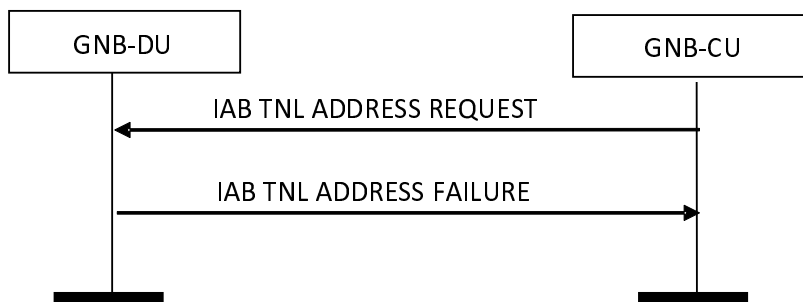 GNB-DU
GNB-CU
IAB TNL ADDRESS REQUEST
IAB TNL ADDRESS FAILURE